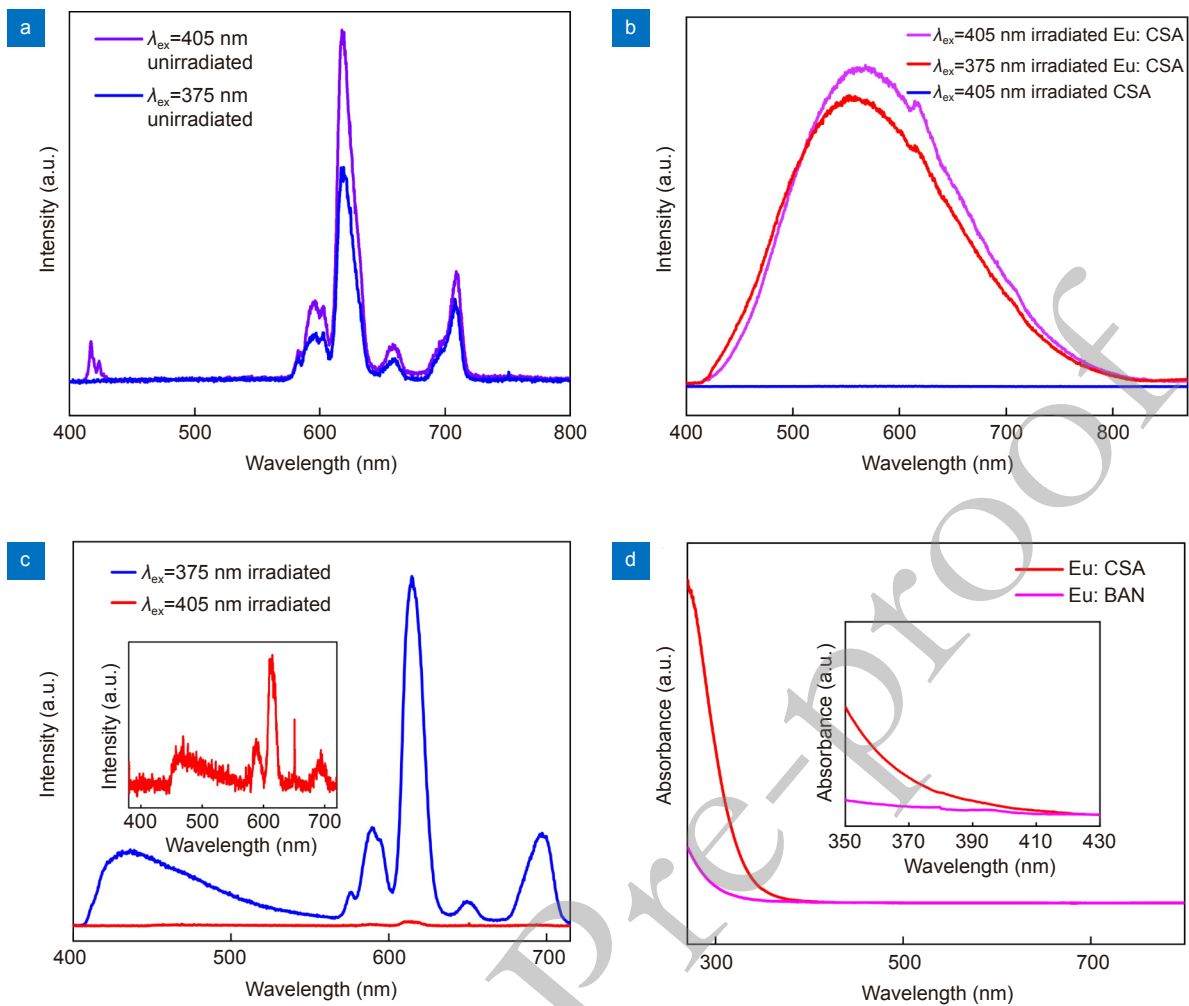 a
λex=405 nm
unirradiated
λex=375 nm
unirradiated
Intensity (a.u.)
400 500 600 700 800
Wavelength (nm)
b
λex=405 nm irradiated Eu: CSA
λex=375 nm irradiated Eu: CSA
λex=405 nm irradiated CSA
Intensity (a.u.)
400 500 600 700 800
Wavelength (nm)
c
λex=375 nm irradiated
λex=405 nm irradiated
Intensity (a.u.)
Intensity (a.u.)
400 500 600 700
Wavelength (nm)
400 500 600 700
Wavelength (nm)
d
Eu: CSA
Eu: BAN
Absorbance (a.u.)
Absorbance (a.u.)
350 370 390 410 430
Wavelength (nm)
300 500 700
Wavelength (nm)
pre-proof